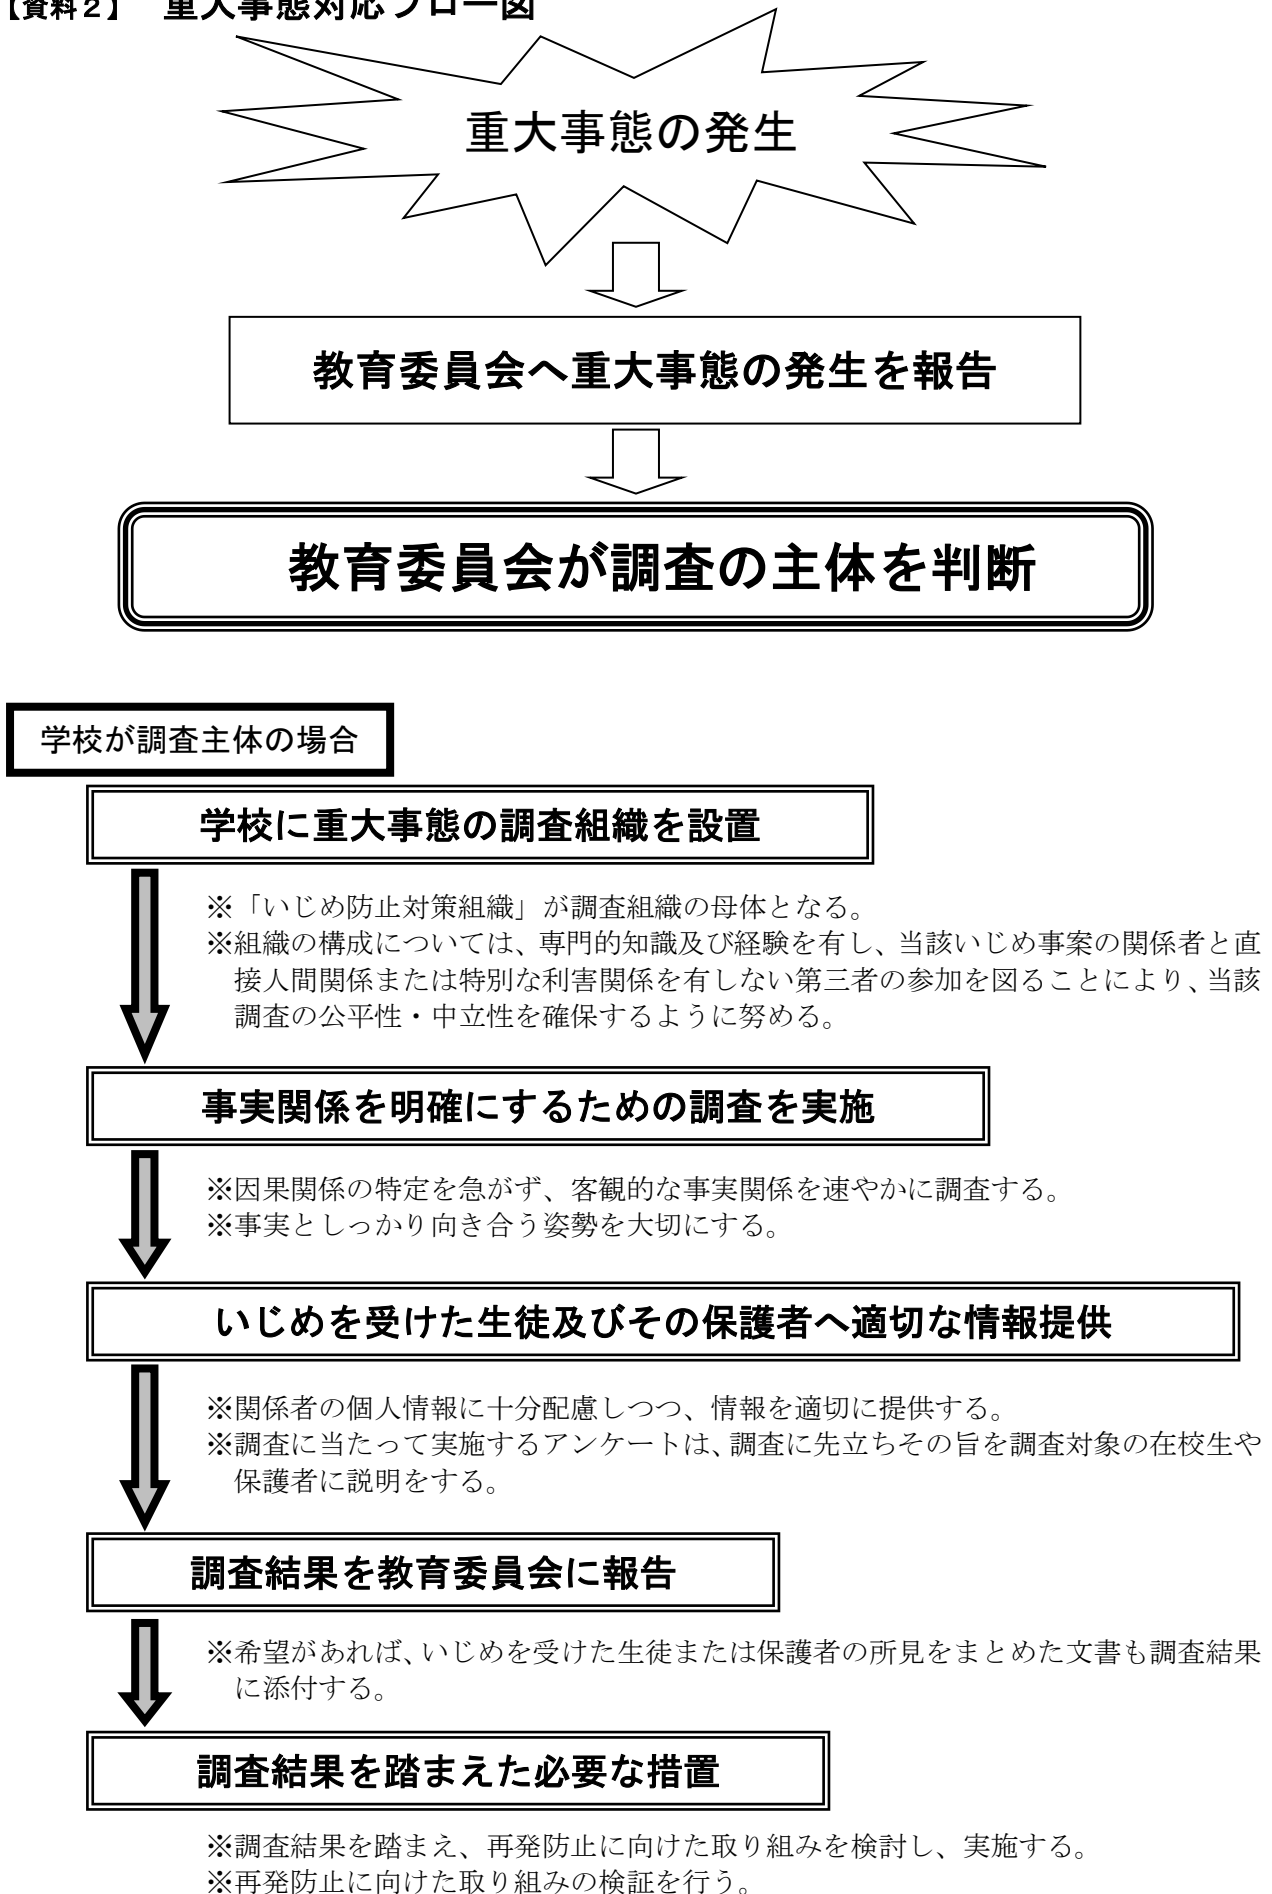 【資料２】　重大事態対応フロー図
重大事態の発生
教育委員会へ重大事態の発生を報告
教育委員会が調査の主体を判断
学校が調査主体の場合
学校に重大事態の調査組織を設置
※「いじめ防止対策組織」が調査組織の母体となる。
※組織の構成については、専門的知識及び経験を有し、当該いじめ事案の関係者と直
接人間関係または特別な利害関係を有しない第三者の参加を図ることにより、当該
調査の公平性・中立性を確保するように努める。
事実関係を明確にするための調査を実施
※因果関係の特定を急がず、客観的な事実関係を速やかに調査する。
※事実としっかり向き合う姿勢を大切にする。
いじめを受けた生徒及びその保護者へ適切な情報提供
※関係者の個人情報に十分配慮しつつ、情報を適切に提供する。
※調査に当たって実施するアンケートは、調査に先立ちその旨を調査対象の在校生や
保護者に説明をする。
調査結果を教育委員会に報告
※希望があれば、いじめを受けた生徒または保護者の所見をまとめた文書も調査結果
に添付する。
調査結果を踏まえた必要な措置
※調査結果を踏まえ、再発防止に向けた取り組みを検討し、実施する。
※再発防止に向けた取り組みの検証を行う。